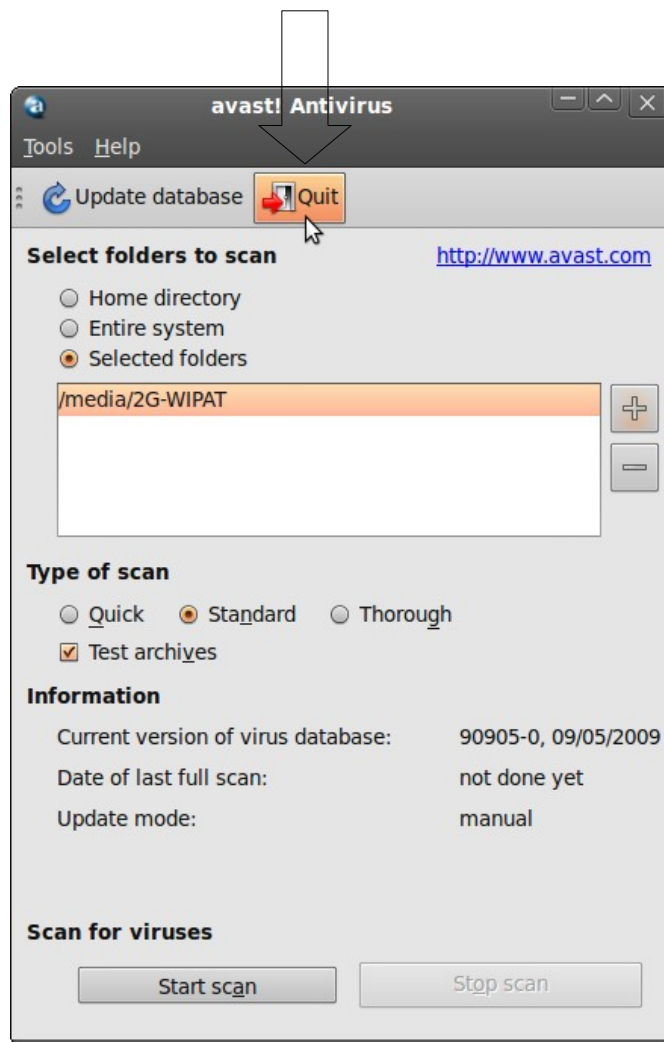 avast! Antivirus
Tools Help
Update database Quit
Select folders to scan http://www.avast.com
Home directory
Entire system
Selected folders
/media/2G-WIPAT
Type of scan
Quick Standard Thorough
Test archives
Information
Current version of virus database: 90905-0, 09/05/2009
Date of last full scan: not done yet
Update mode: manual
Scan for viruses
Start scan Stop scan